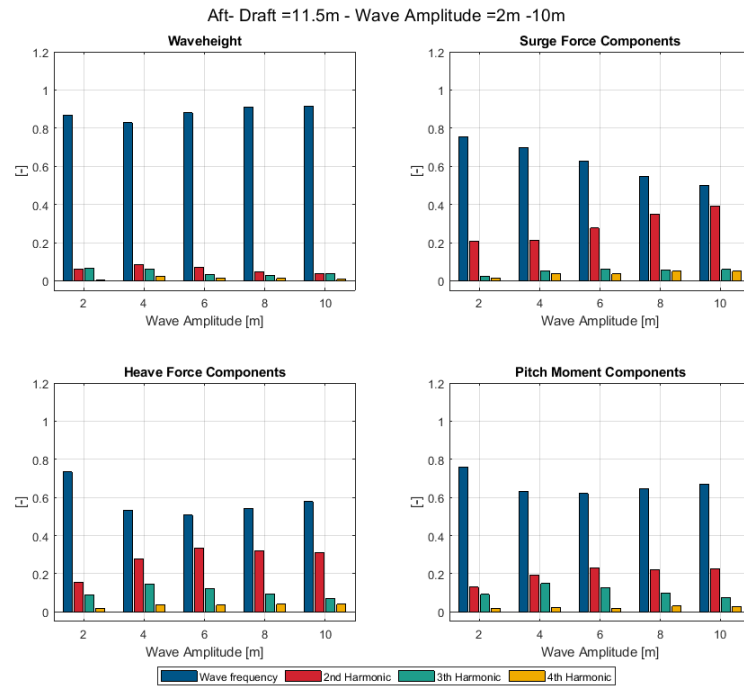 Aft- Draft =11.5m - Wave Amplitude =2m -10m
Waveheight
1.2
1
0.8
0.6
0.4
0.2
0
[-]
2 4 6 8 10
Wave Amplitude [m]
Surge Force Components
1.2
1
0.8
0.6
0.4
0.2
0
[-]
2 4 6 8 10
Wave Amplitude [m]
Heave Force Components
1.2
1
0.8
0.6
0.4
0.2
0
[-]
2 4 6 8 10
Wave Amplitude [m]
Pitch Moment Components
1.2
1
0.8
0.6
0.4
0.2
0
[-]
2 4 6 8 10
Wave Amplitude [m]
Wave frequency 2nd Harmonic 3th Harmonic 4th Harmonic